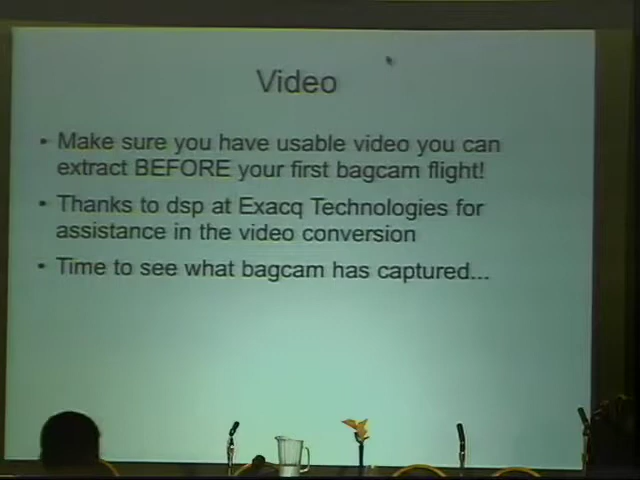 Video
• Make sure you have usable video you can
extract BEFORE your first bagcam flight!
• Thanks to dsp at Exacq Technologies for
assistance in the video conversion
• Time to see what bagcam has captured...